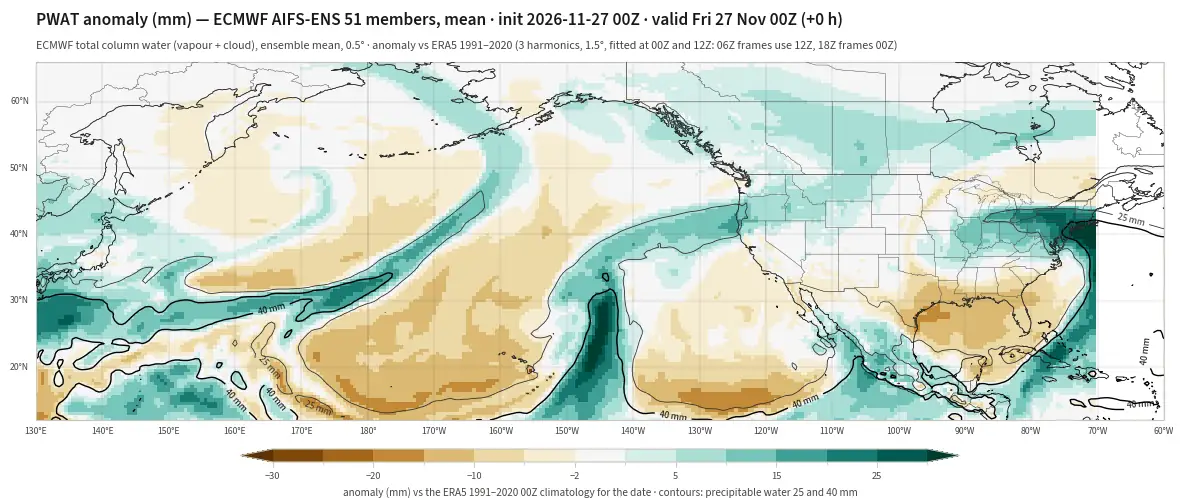 PWAT anomaly (mm) — ECMWF AIFS-ENS 51 members, mean · init 2026-11-27 00Z · valid Fri 27 Nov 00Z (+0 h)
ECMWF total column water (vapour + cloud), ensemble mean, 0.5° · anomaly vs ERA5 1991–2020 (3 harmonics, 1.5°, fitted at 00Z and 12Z: 06Z frames use 12Z, 18Z frames 00Z)
60°N
50°N
25 mm
40°N
30°N
40 mm
40 mm
20°N
25 mm
40 mm
40 mm
25 mm
40 mm
40 mm
40 mm
130°E 140°E 150°E 160°E 170°E 180° 170°W 160°W 150°W 140°W 130°W 120°W 110°W 100°W 90°W 80°W 70°W 60°W
−30 −20 −10 −2 5 15 25
anomaly (mm) vs the ERA5 1991–2020 00Z climatology for the date · contours: precipitable water 25 and 40 mm